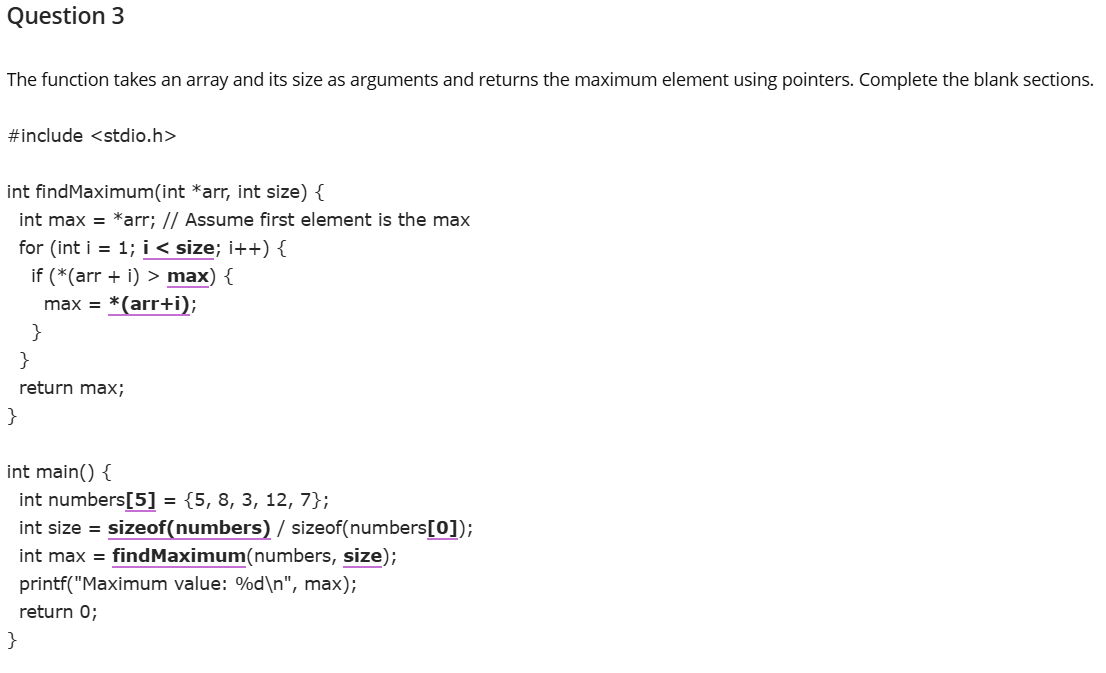 Question 3
The function takes an array and its size as arguments and returns the maximum element using pointers. Complete the blank sections.
#include <stdio.h>
int findMaximum(int *arr, int size) {
int max = *arr; // Assume first element is the max
for (int i = 1; i < size; i++) {
if (*(arr + i) > max) {
max = *(arr+i);
}
}
return max;
}
int main() {
int numbers[5] = {5, 8, 3, 12, 7};
int size = sizeof(numbers) / sizeof(numbers[0]);
int max = findMaximum(numbers, size);
printf("Maximum value: %d\n", max);
return 0;
}